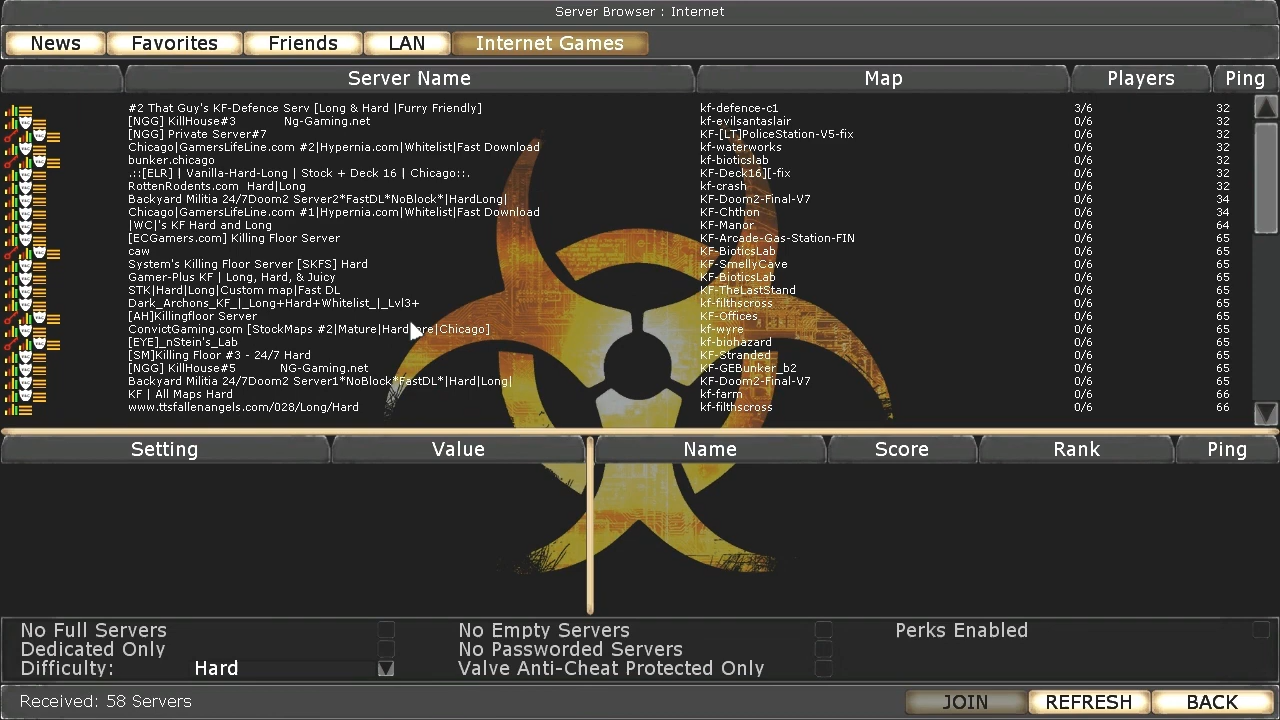 Server Browser : Internet
News Favorites Friends LAN Internet Games
Server Name Map Players Ping
#2 That Guy's KF-Defence Serv [Long & Hard |Furry Friendly] kf-defence-c1 3/6 32
[NGG] KillHouse#3 Ng-Gaming.net kf-evilsantaslair 0/6 32
[NGG] Private Server#7 KF-[LT]PoliceStation-V5-fix 0/6 32
Chicago|GamersLifeLine.com #2|Hypernia.com|Whitelist|Fast Download kf-waterworks 0/6 32
bunker.chicago kf-bioticslab 0/6 32
.::[ELR] | Vanilla-Hard-Long | Stock + Deck 16 | Chicago::. KF-Deck16][-fix 0/6 32
RottenRodents.com Hard|Long kf-crash 0/6 32
Backyard Militia 24/7Doom2 Server2*FastDL*NoBlock*|HardLong| KF-Doom2-Final-V7 0/6 34
Chicago|GamersLifeLine.com #1|Hypernia.com|Whitelist|Fast Download KF-Chthon 0/6 34
|WC|'s KF Hard and Long KF-Manor 0/6 64
[ECGamers.com] Killing Floor Server KF-Arcade-Gas-Station-FIN 0/6 65
caw KF-BioticsLab 0/6 65
System's Killing Floor Server [SKFS] Hard KF-SmellyCave 0/6 65
Gamer-Plus KF | Long, Hard, & Juicy KF-BioticsLab 0/6 65
STK|Hard|Long|Custom map|Fast DL KF-TheLastStand 0/6 65
Dark_Archons_KF_|_Long+Hard+Whitelist_|_Lvl3+ kf-filthscross 0/6 65
[AH]Killingfloor Server KF-Offices 0/6 65
ConvictGaming.com [StockMaps #2|Mature|Hardcore|Chicago] kf-wyre 0/6 65
[EYE]_nStein's_Lab kf-biohazard 0/6 65
[SM]Killing Floor #3 - 24/7 Hard KF-Stranded 0/6 65
[NGG] KillHouse#5 NG-Gaming.net KF-GEBunker_b2 0/6 65
Backyard Militia 24/7Doom2 Server1*NoBlock*FastDL*|Hard|Long| KF-Doom2-Final-V7 0/6 65
KF | All Maps Hard kf-farm 0/6 66
www.ttsfallenangels.com/028/Long/Hard kf-filthscross 0/6 66
Setting Value Name Score Rank Ping
No Full Servers No Empty Servers Perks Enabled
Dedicated Only No Passworded Servers
Difficulty: Hard Valve Anti-Cheat Protected Only
Received: 58 Servers JOIN REFRESH BACK